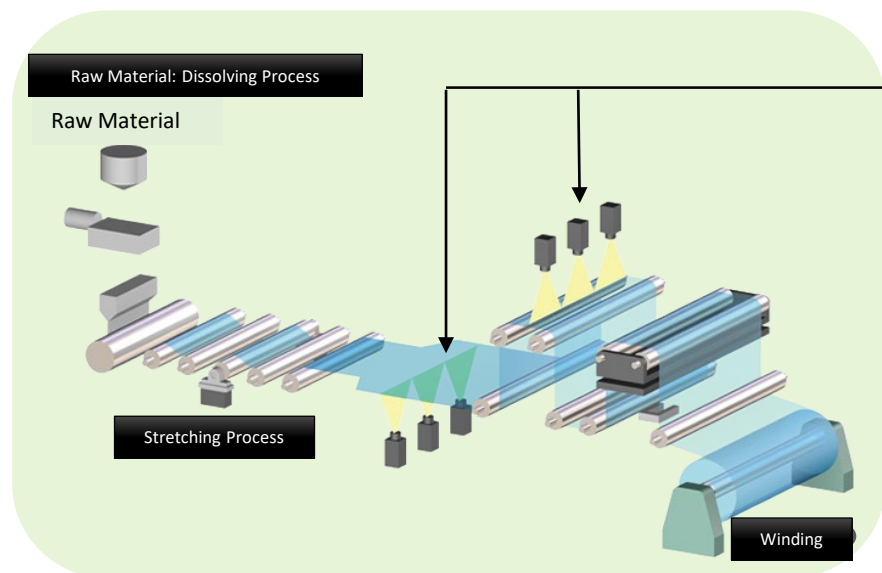 Raw Material: Dissolving Process
Raw Material
Stretching Process
Winding